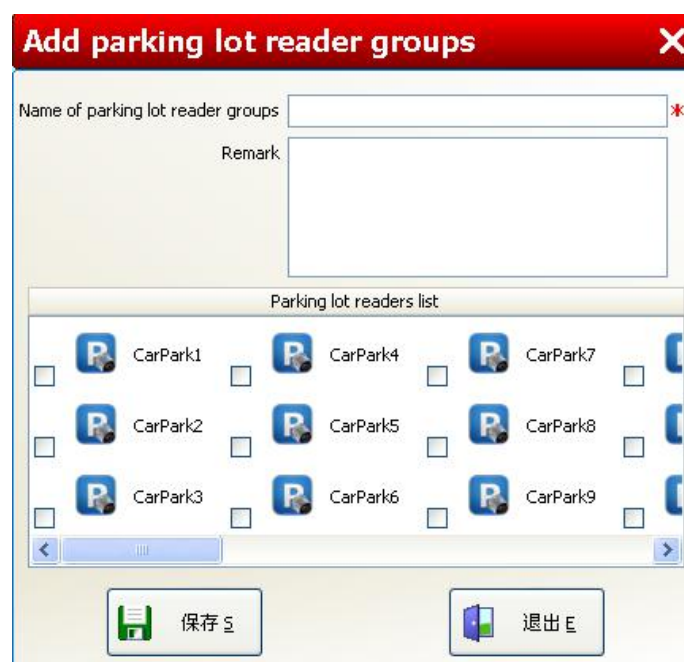 Add parking lot reader groups
Name of parking lot reader groups *
Remark
Parking lot readers list
CarPark1 CarPark4 CarPark7
CarPark2 CarPark5 CarPark8
CarPark3 CarPark6 CarPark9
保存 S 退出 E